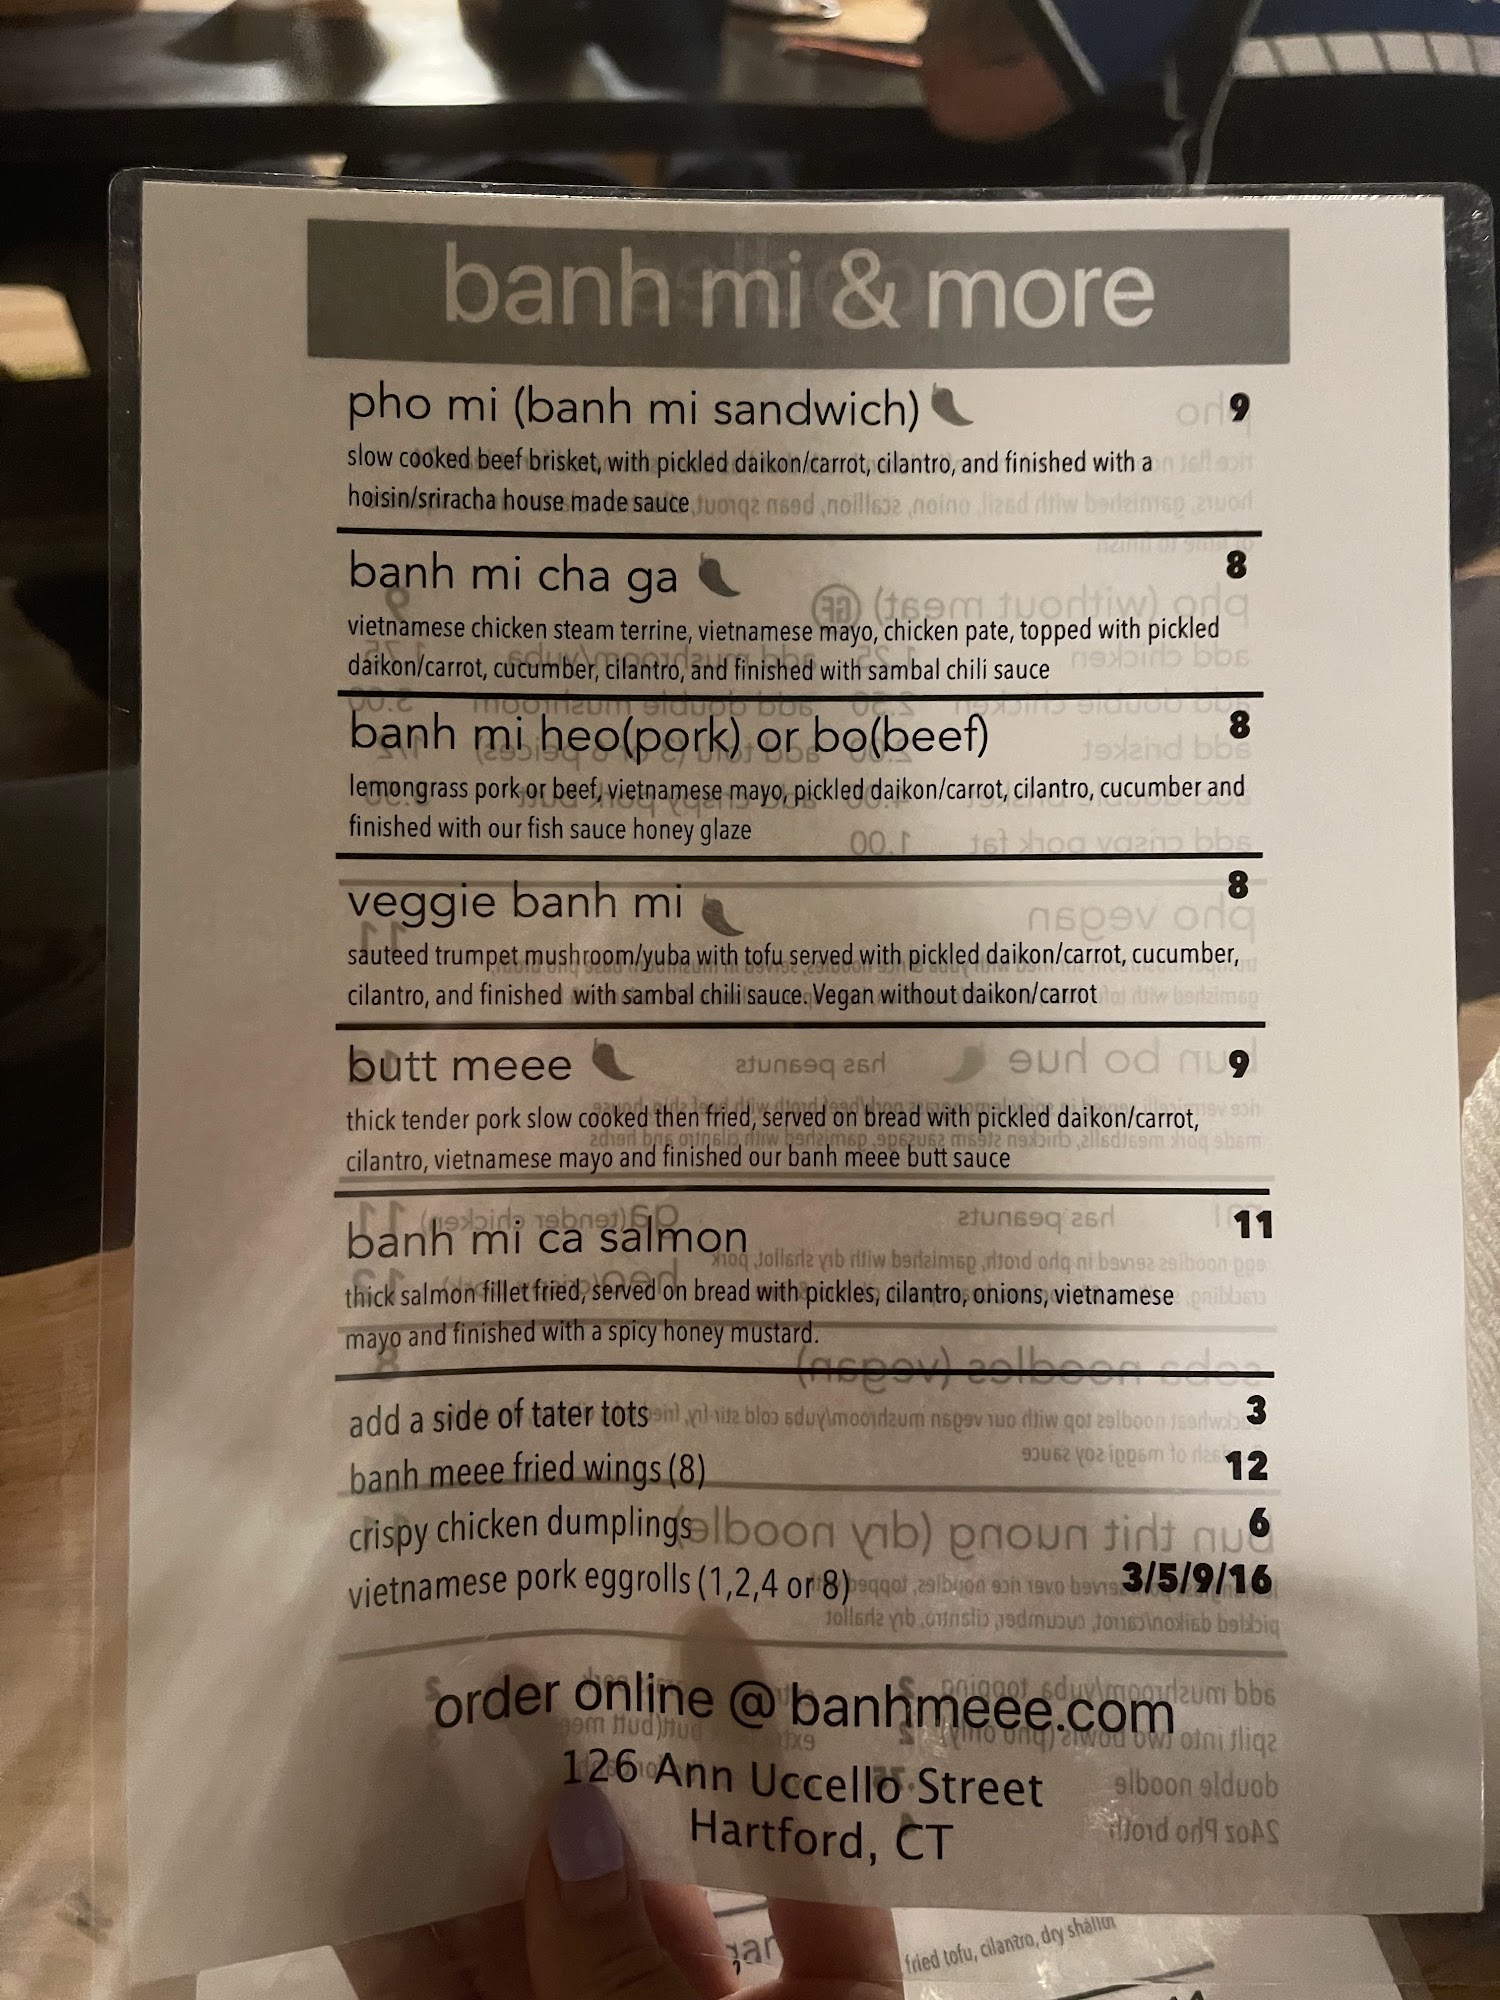 banh mi & more
pho mi (banh mi sandwich) 9
slow cooked beef brisket, with pickled daikon/carrot, cilantro, and finished with a
hoisin/sriracha house made sauce
banh mi cha ga 8
vietnamese chicken steam terrine, vietnamese mayo, chicken pate, topped with pickled
daikon/carrot, cucumber, cilantro, and finished with sambal chili sauce
banh mi heo(pork) or bo(beef) 8
lemongrass pork or beef, vietnamese mayo, pickled daikon/carrot, cilantro, cucumber and
finished with our fish sauce honey glaze
veggie banh mi 8
sauteed trumpet mushroom/yuba with tofu served with pickled daikon/carrot, cucumber,
cilantro, and finished with sambal chili sauce. Vegan without daikon/carrot
butt meee 9
thick tender pork slow cooked then fried, served on bread with pickled daikon/carrot,
cilantro, vietnamese mayo and finished our banh meee butt sauce
banh mi ca salmon 11
thick salmon fillet fried, served on bread with pickles, cilantro, onions, vietnamese
mayo and finished with a spicy honey mustard.
add a side of tater tots 3
banh meee fried wings (8) 12
crispy chicken dumplings 6
vietnamese pork eggrolls (1,2,4 or 8) 3/5/9/16
order online @ banhmeee.com
126 Ann Uccello Street
Hartford, CT
fried tofu, cilantro, dry shallot